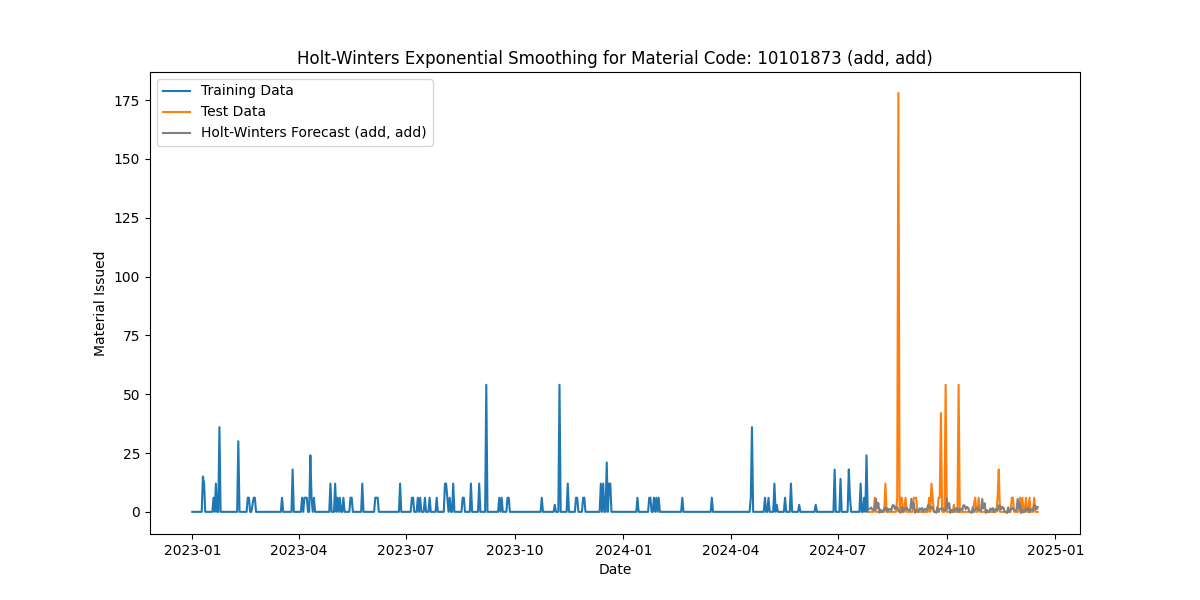 Holt-Winters Exponential Smoothing for Material Code: 10101873 (add, add)
Training Data
Test Data
Holt-Winters Forecast (add, add)
175
150
125
100
75
50
25
0
Material Issued
2023-01 2023-04 2023-07 2023-10 2024-01 2024-04 2024-07 2024-10 2025-01
Date